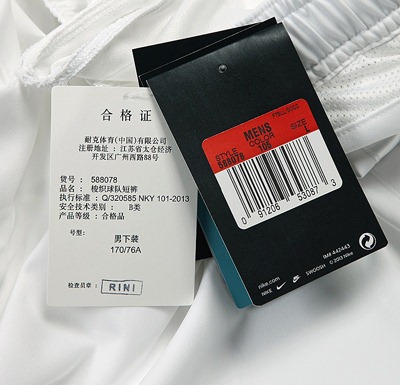 合格证
耐克体育(中国)有限公司
注册地址：江苏省太仓经济
开发区广州西路88号
货号：588078
品名：梭织球队短裤
执行标准：Q/320585 NKY 101-2013
安全技术类别：B类
产品等级：合格品
号型：
男下装
170/76A
检查员章：RINI
MENS
STYLE COLOR SIZE
588078 L
0 91206 53087 3
nike.com
NIKE SWOOSH © 2013 Nike
IM# 442443